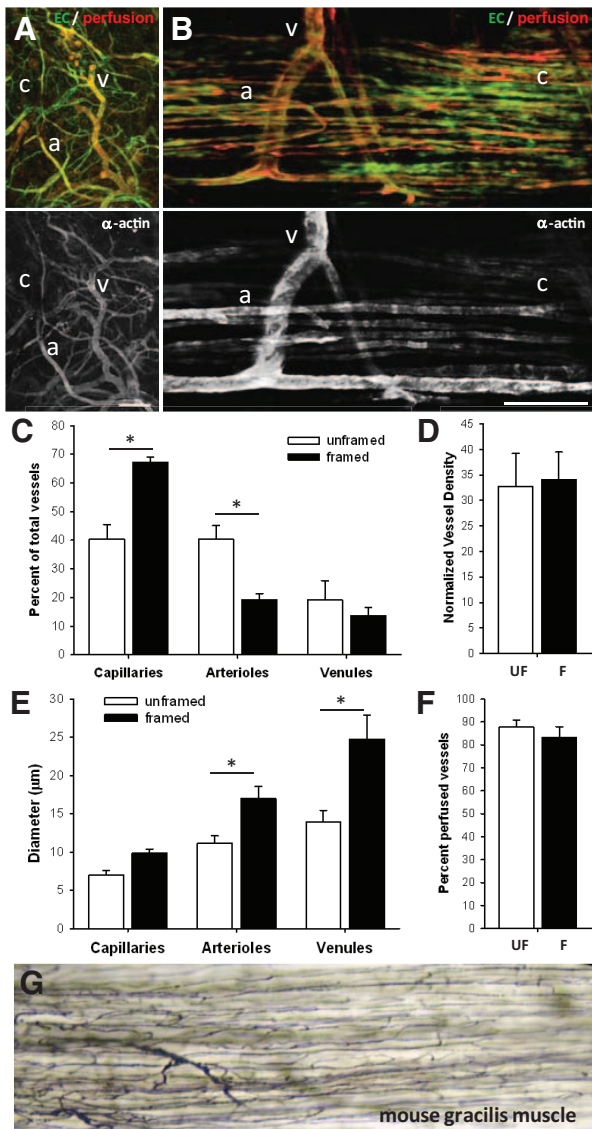 A
EC / perfusion
c
v
a
B
EC / perfusion
v
a
c
α-actin
c
v
a
α-actin
v
a
c
C
Percent of total vessels
80
70
60
50
40
30
20
10
0
*
*
unframed
framed
Capillaries Arterioles Venules
D
Normalized Vessel Density
45
40
35
30
25
20
15
10
5
0
UF F
E
Diameter (μm)
30
25
20
15
10
5
0
unframed
framed
*
*
Capillaries Arterioles Venules
F
Percent perfused vessels
100
90
80
70
60
50
40
30
20
10
0
UF F
G
mouse gracilis muscle